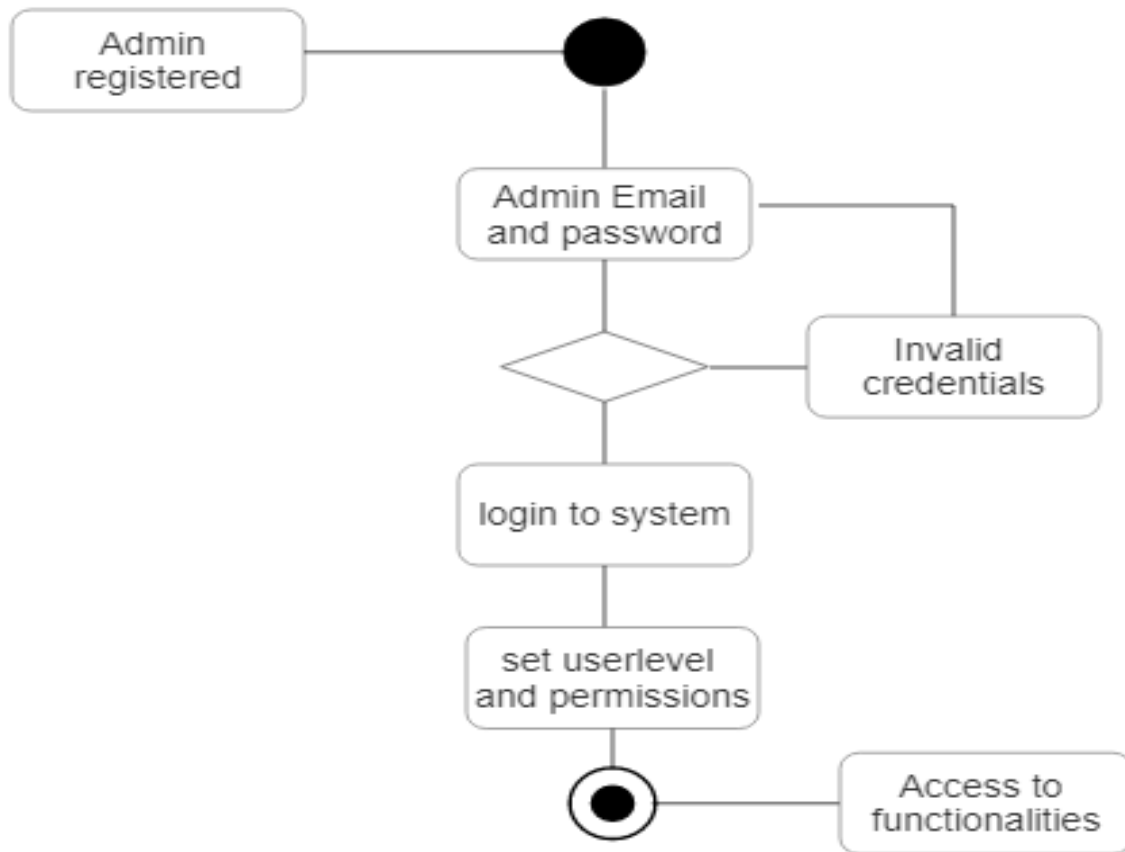 Admin
registered
Admin Email
and password
Invalid
credentials
login to system
set userlevel
and permissions
Access to
functionalities